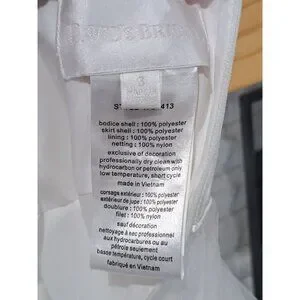 3
413
bodice shell : 100% polyester
skirt shell : 100% polyester
lining : 100% polyester
netting : 100% nylon
exclusive of decoration
professionally dry clean with
hydrocarbon or petroleum only
low temperature, short cycle
made in Vietnam
corsage extérieur : 100% polyester
extérieur de jupe : 100% polyester
doublure : 100% polyester
filet : 100% nylon
sauf décoration
nettoyage à sec professionnel
aux hydrocarbures ou au
pétrole seulement
basse température, cycle court
fabriqué en Vietnam